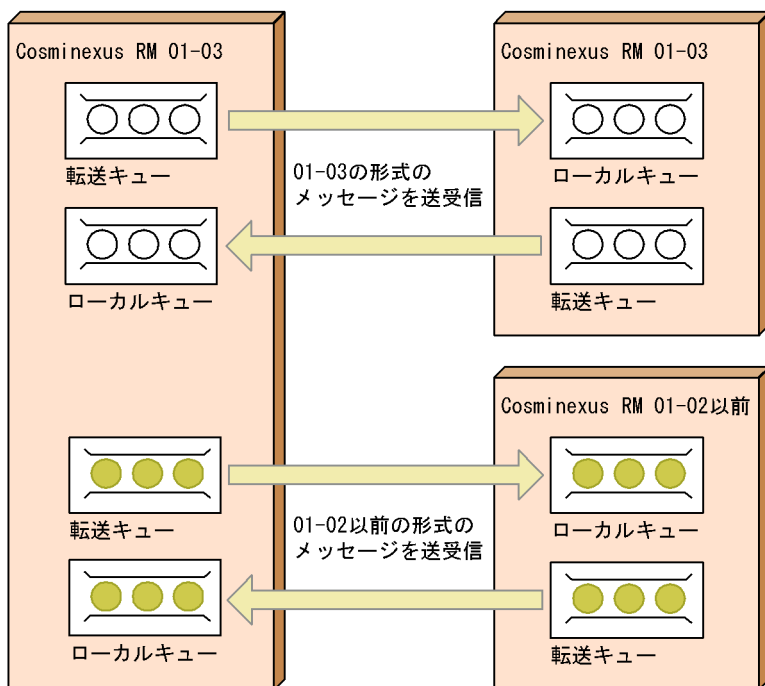 Cosminexus RM 01-03
転送キュー
ローカルキュー
01-03の形式の
メッセージを送受信
Cosminexus RM 01-03
ローカルキュー
転送キュー
転送キュー
ローカルキュー
01-02以前の形式の
メッセージを送受信
Cosminexus RM 01-02以前
ローカルキュー
転送キュー